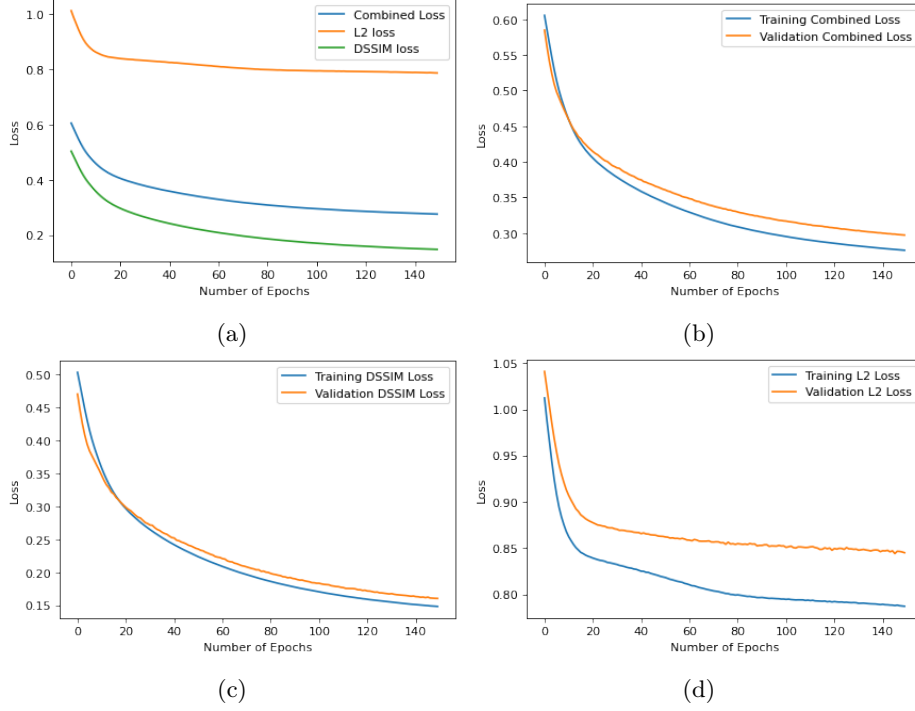 Combined Loss
L2 loss
DSSIM loss
1.0
0.8
0.6
0.4
0.2
Loss
0 20 40 60 80 100 120 140
Number of Epochs
(a)
Training Combined Loss
Validation Combined Loss
0.60
0.55
0.50
0.45
0.40
0.35
0.30
Loss
0 20 40 60 80 100 120 140
Number of Epochs
(b)
Training DSSIM Loss
Validation DSSIM Loss
0.50
0.45
0.40
0.35
0.30
0.25
0.20
0.15
Loss
0 20 40 60 80 100 120 140
Number of Epochs
(c)
Training L2 Loss
Validation L2 Loss
1.05
1.00
0.95
0.90
0.85
0.80
Loss
0 20 40 60 80 100 120 140
Number of Epochs
(d)